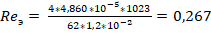 Reэ = 4*4,860*10⁻⁵*1023 / 62*1,2*10⁻² = 0,267